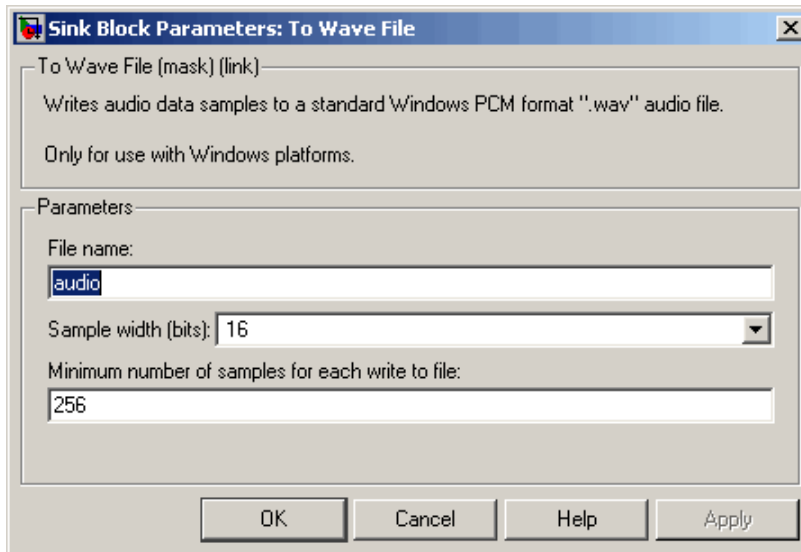 Sink Block Parameters: To Wave File
To Wave File (mask) (link)
Writes audio data samples to a standard Windows PCM format ".wav" audio file.
Only for use with Windows platforms.
Parameters
File name:
audio
Sample width (bits): 16
Minimum number of samples for each write to file:
256
OK Cancel Help Apply